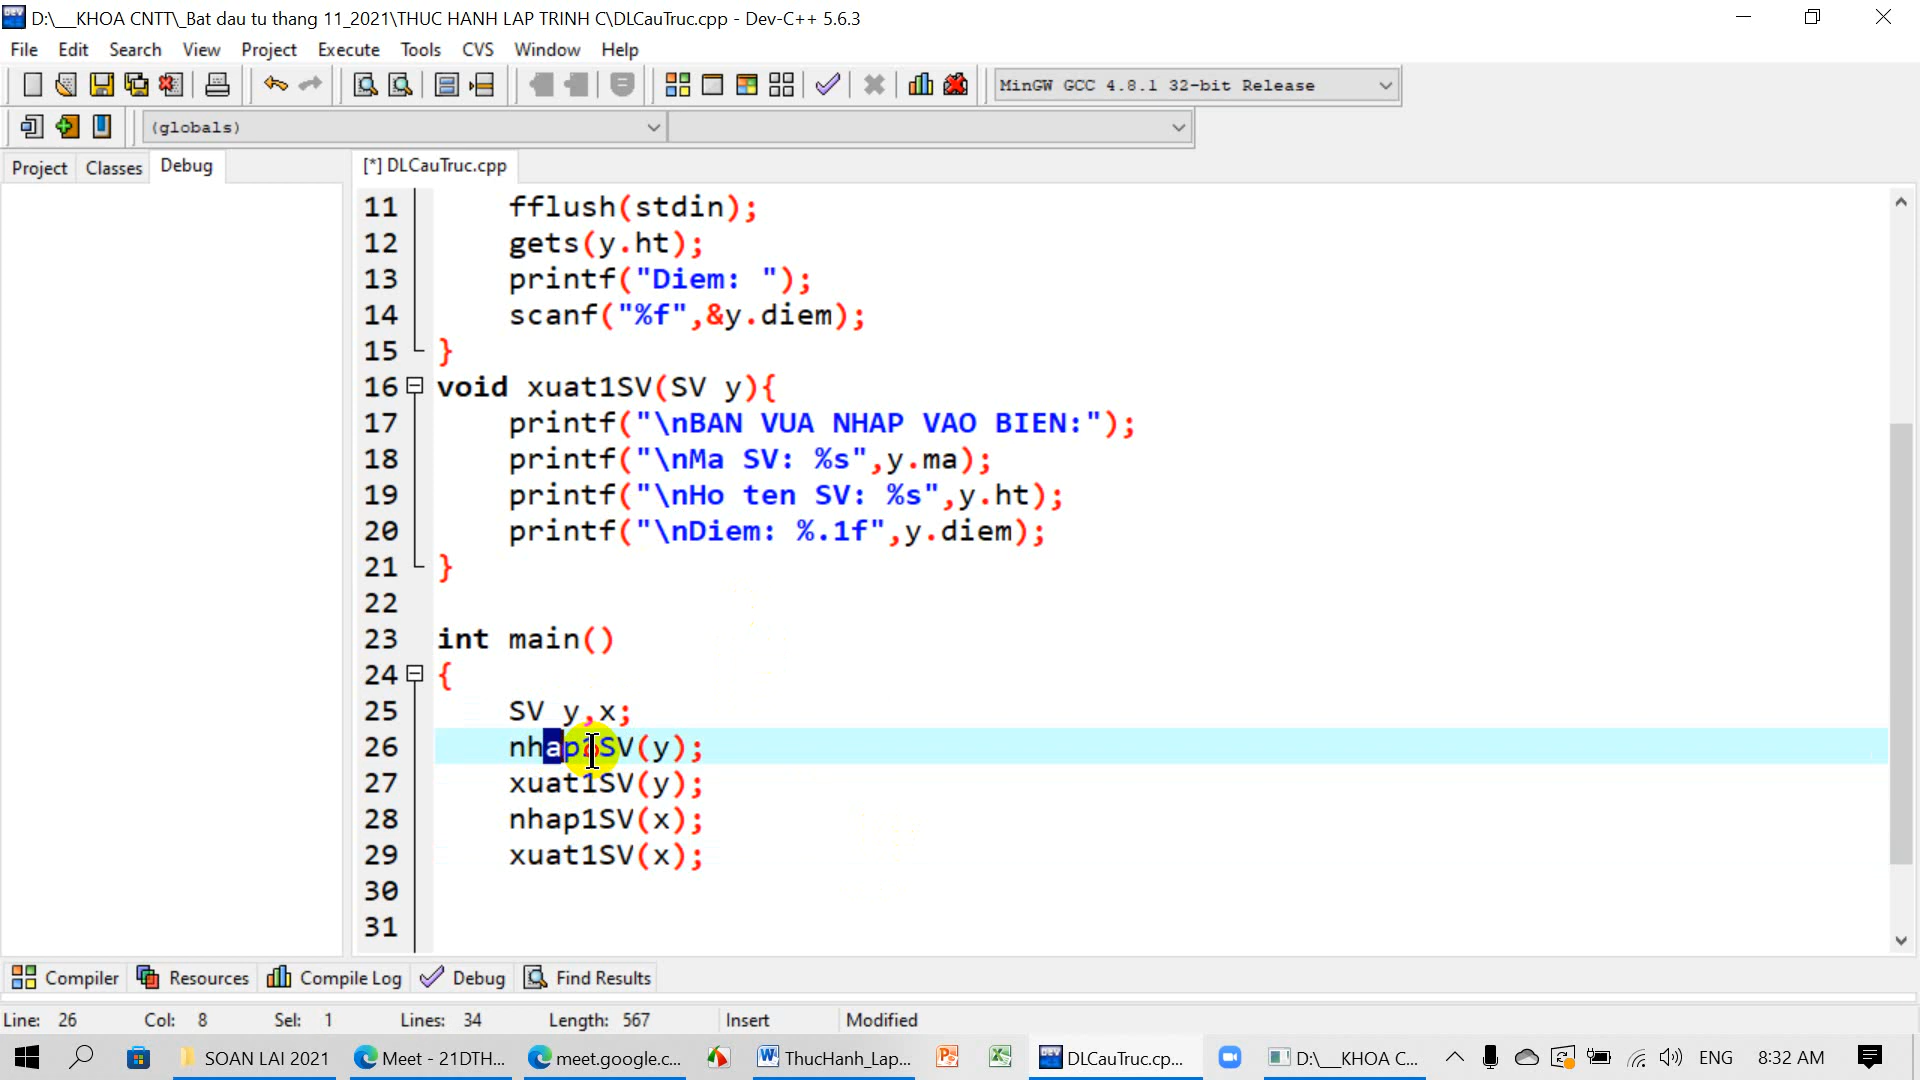 D:\__KHOA CNTT\_Bat dau tu thang 11_2021\THUC HANH LAP TRINH C\DLCauTruc.cpp - Dev-C++ 5.6.3
File Edit Search View Project Execute Tools CVS Window Help
MinGW GCC 4.8.1 32-bit Release
(globals)
Project Classes Debug [*] DLCauTruc.cpp
11 fflush(stdin);
12 gets(y.ht);
13 printf("Diem: ");
14 scanf("%f",&y.diem);
15 }
16 void xuat1SV(SV y){
17 printf("\nBAN VUA NHAP VAO BIEN:");
18 printf("\nMa SV: %s",y.ma);
19 printf("\nHo ten SV: %s",y.ht);
20 printf("\nDiem: %.1f",y.diem);
21 }
22
23 int main()
24 {
25 SV y,x;
26 nhap1SV(y);
27 xuat1SV(y);
28 nhap1SV(x);
29 xuat1SV(x);
30
31
Compiler Resources Compile Log Debug Find Results
Line: 26 Col: 8 Sel: 1 Lines: 34 Length: 567 Insert Modified
SOAN LAI 2021 Meet - 21DTH... meet.google.c... ThucHanh_Lap... DLCauTruc.cp... D:\__KHOA C... ENG 8:32 AM